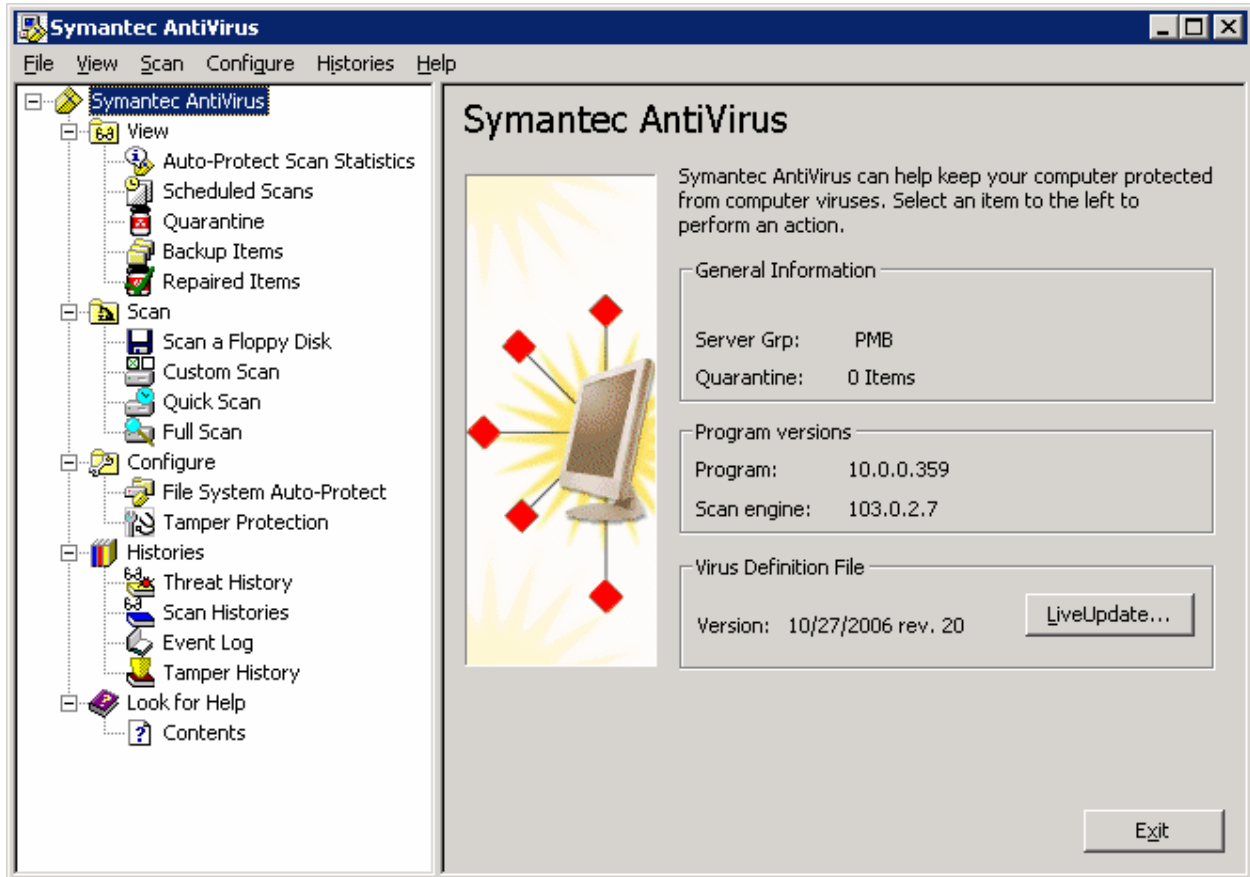 Symantec AntiVirus
File View Scan Configure Histories Help
Symantec AntiVirus
View
Auto-Protect Scan Statistics
Scheduled Scans
Quarantine
Backup Items
Repaired Items
Scan
Scan a Floppy Disk
Custom Scan
Quick Scan
Full Scan
Configure
File System Auto-Protect
Tamper Protection
Histories
Threat History
Scan Histories
Event Log
Tamper History
Look for Help
Contents
Symantec AntiVirus
Symantec AntiVirus can help keep your computer protected
from computer viruses. Select an item to the left to
perform an action.
General Information
Server Grp: PMB
Quarantine: 0 Items
Program versions
Program: 10.0.0.359
Scan engine: 103.0.2.7
Virus Definition File
Version: 10/27/2006 rev. 20
LiveUpdate...
Exit